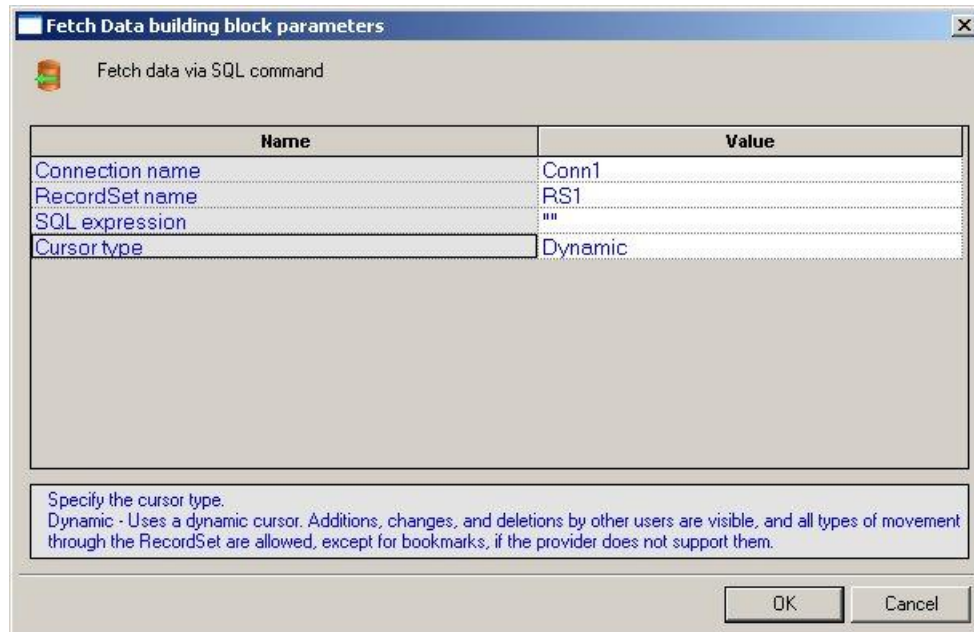 Fetch Data building block parameters
Fetch data via SQL command
Name Value
Connection name Conn1
RecordSet name RS1
SQL expression ""
Cursor type Dynamic
Specify the cursor type.
Dynamic - Uses a dynamic cursor. Additions, changes, and deletions by other users are visible, and all types of movement
through the RecordSet are allowed, except for bookmarks, if the provider does not support them.
OK Cancel